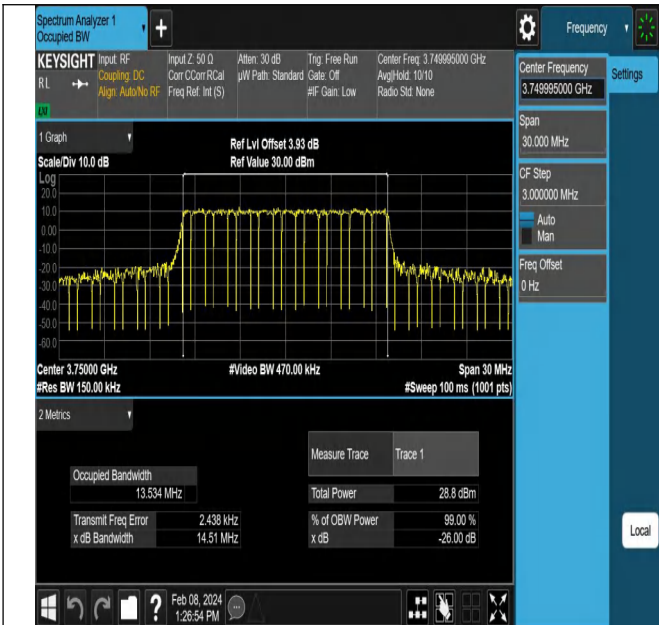 Spectrum Analyzer 1
Occupied BW
+
Frequency
KEYSIGHT
RL
LNI
Input: RF
Coupling: DC
Align: Auto/No RF
Input Z: 50 Ω
Corr CCorr RCal
Freq Ref: Int (S)
Atten: 30 dB
µW Path: Standard
Trig: Free Run
Gate: Off
#IF Gain: Low
Center Freq: 3.749995000 GHz
Avg|Hold: 10/10
Radio Std: None
Center Frequency
3.749995000 GHz
Settings
Span
30.000 MHz
CF Step
3.000000 MHz
Auto
Man
Freq Offset
0 Hz
1 Graph
Scale/Div 10.0 dB
Ref Lvl Offset 3.93 dB
Ref Value 30.00 dBm
Log
20.0
10.0
0.00
-10.0
-20.0
-30.0
-40.0
-50.0
-60.0
Center 3.75000 GHz
#Video BW 470.00 kHz
Span 30 MHz
#Res BW 150.00 kHz
#Sweep 100 ms (1001 pts)
2 Metrics
Measure Trace Trace 1
Occupied Bandwidth
13.534 MHz
Total Power 28.8 dBm
Transmit Freq Error 2.438 kHz
% of OBW Power 99.00 %
x dB Bandwidth 14.51 MHz
x dB -26.00 dB
Local
?
Feb 08, 2024
1:26:54 PM